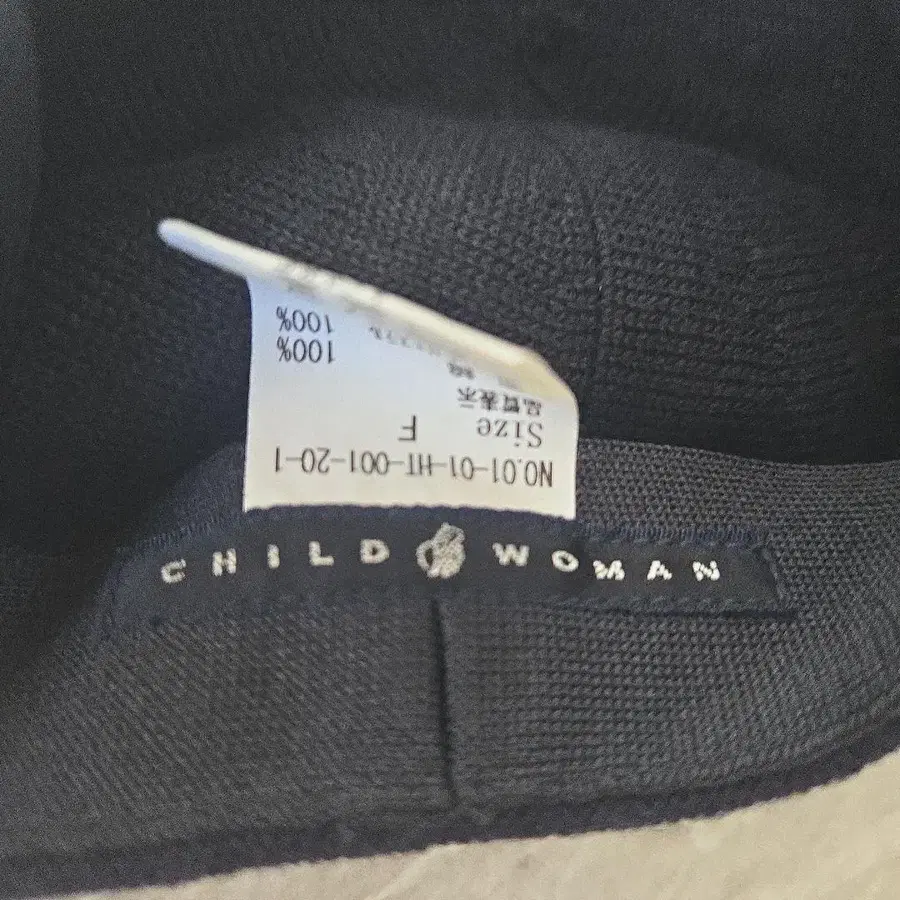 NO.01-01-HT-001-20-1
Size F
品質表示
100%
100%
CHILD WOMAN